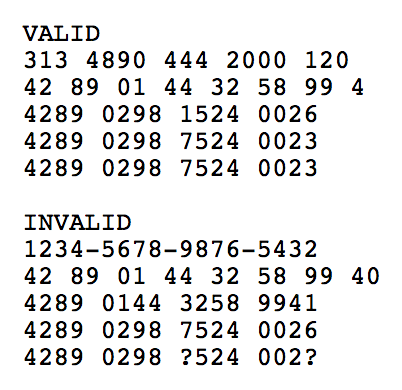 VALID
313 4890 444 2000 120
42 89 01 44 32 58 99 4
4289 0298 1524 0026
4289 0298 7524 0023
4289 0298 7524 0023
INVALID
1234-5678-9876-5432
42 89 01 44 32 58 99 40
4289 0144 3258 9941
4289 0298 7524 0026
4289 0298 ?524 002?